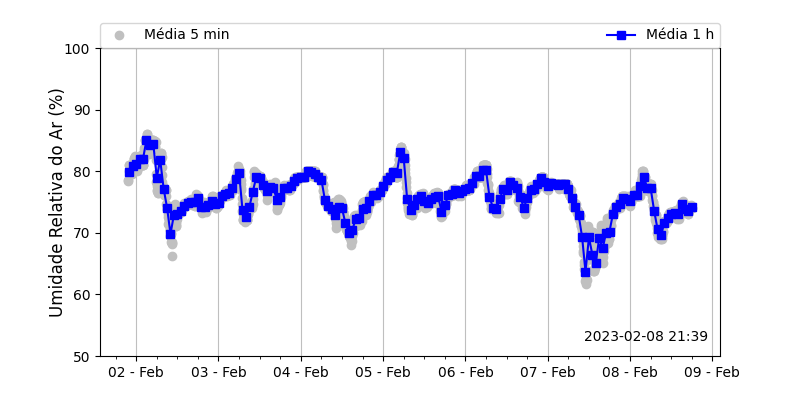 Média 5 min
Média 1 h
Umidade Relativa do Ar (%)
100
90
80
70
60
50
2023-02-08 21:39
02 - Feb
03 - Feb
04 - Feb
05 - Feb
06 - Feb
07 - Feb
08 - Feb
09 - Feb